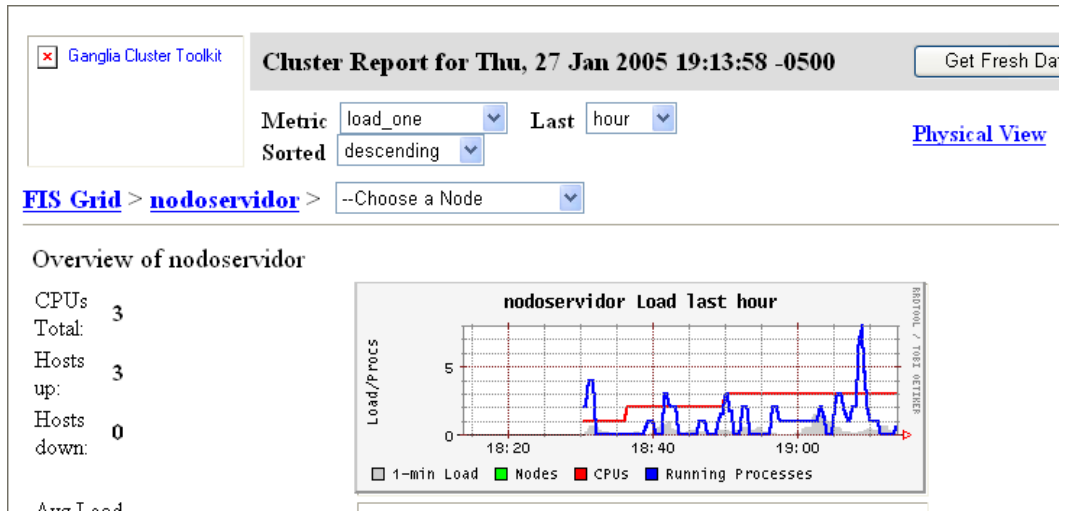 Ganglia Cluster Toolkit
Cluster Report for Thu, 27 Jan 2005 19:13:58 -0500
Get Fresh Da
Metric load_one Last hour
Physical View
Sorted descending
FIS Grid > nodoservidor > --Choose a Node
Overview of nodoservidor
CPUs
Total:
3
Hosts
up:
3
Hosts
down:
0
nodoservidor Load last hour
RRDTOOL / TOBI OETIKER
Load/Procs
5
0
18:20 18:40 19:00
1-min Load Nodes CPUs Running Processes